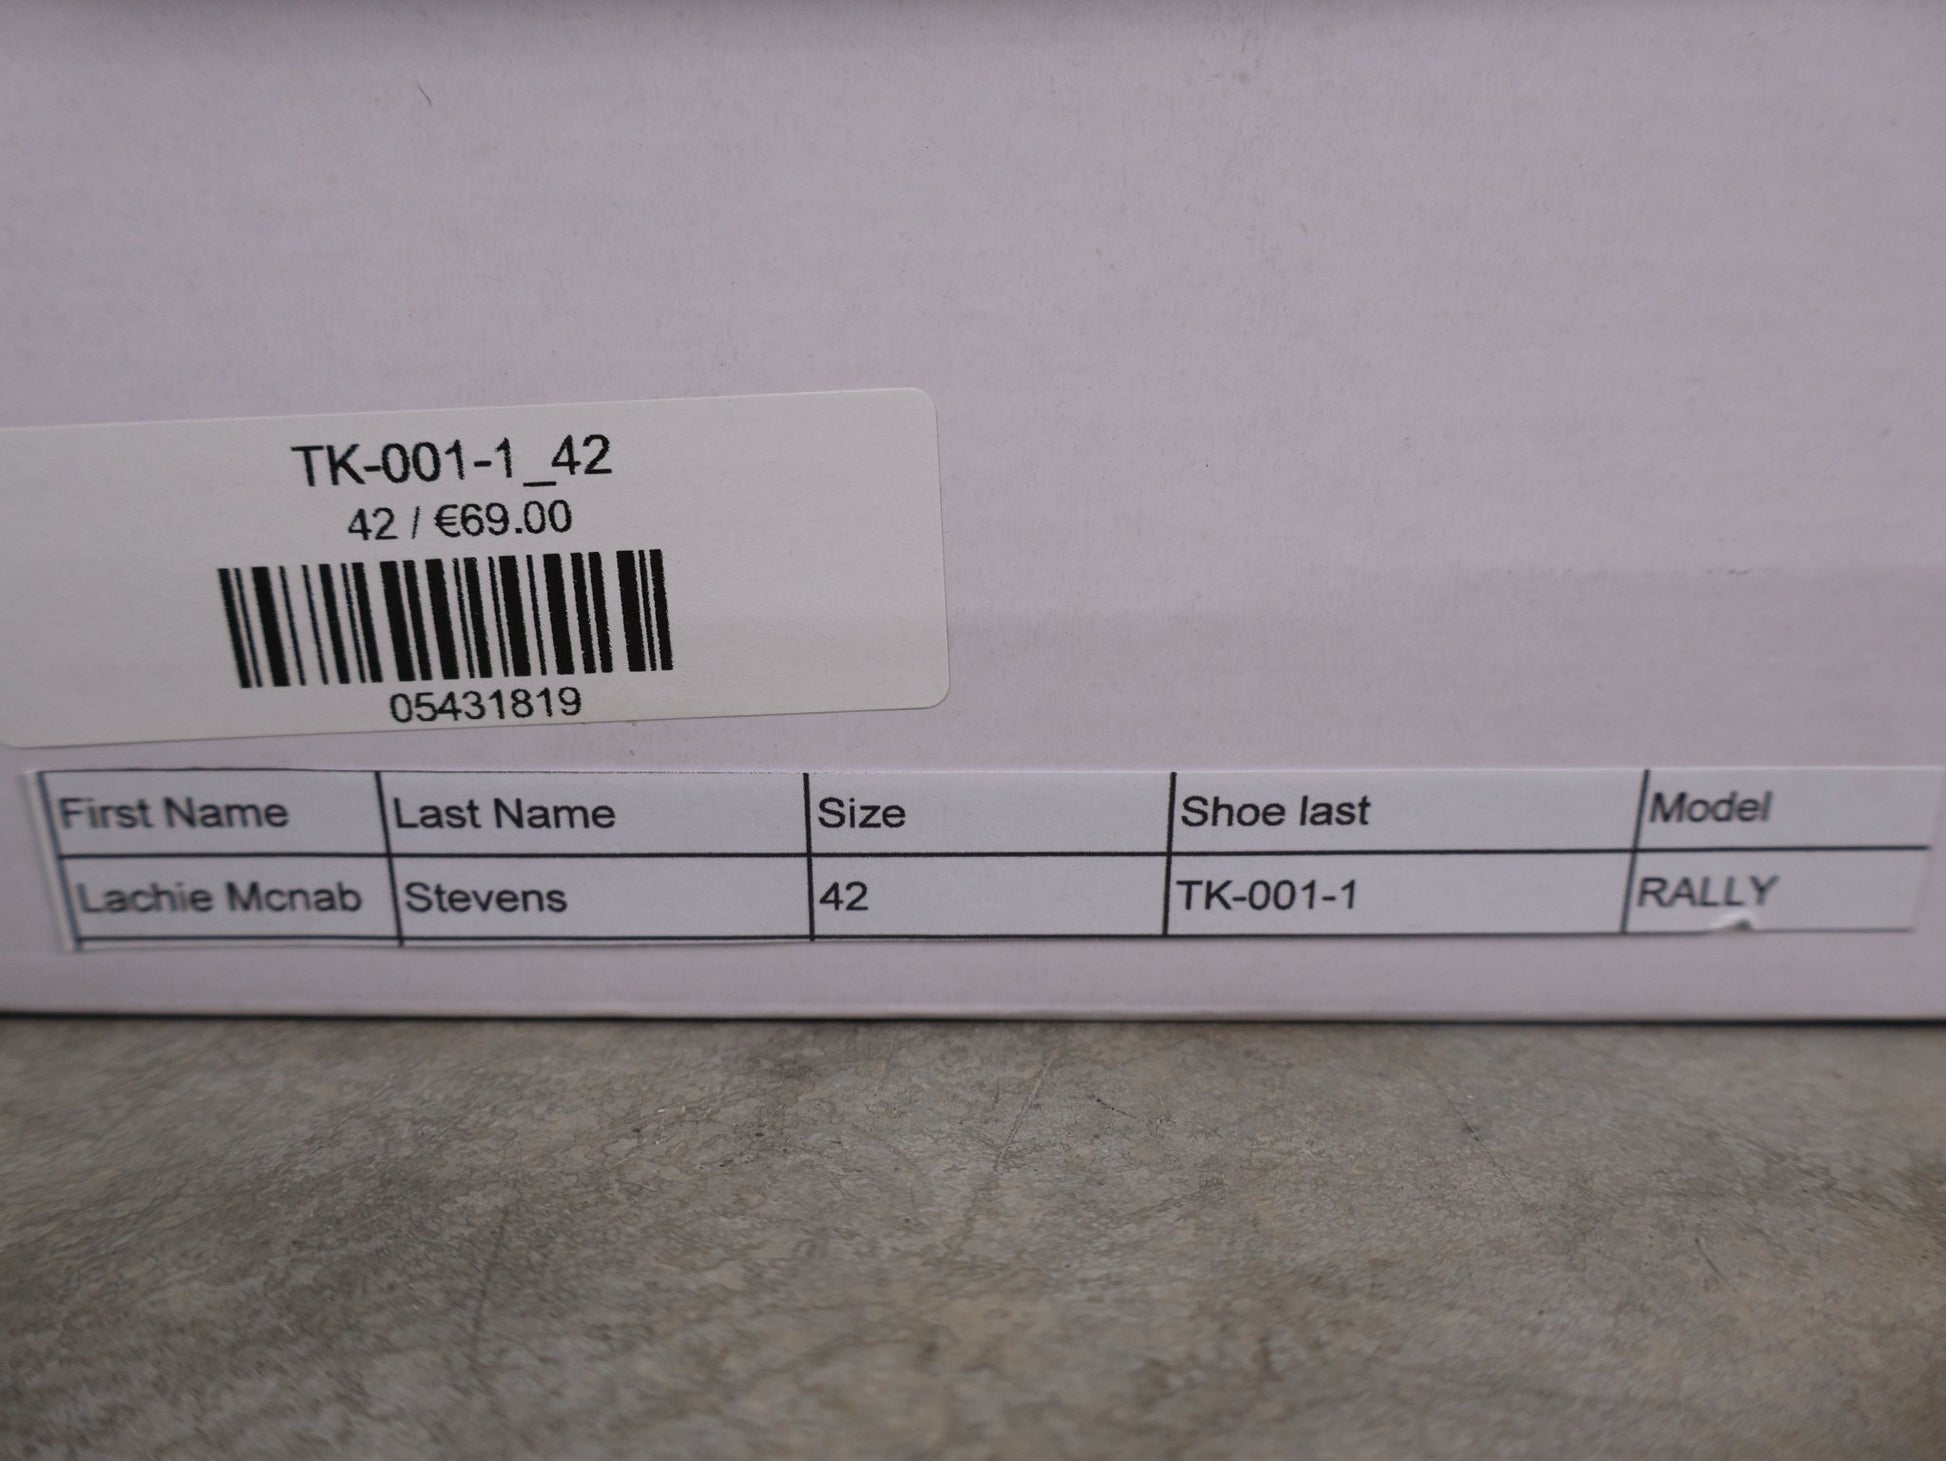 TK-001-1_42
42 / €69.00
05431819
First Name Last Name Size Shoe last Model
Lachie Mcnab Stevens 42 TK-001-1 RALLY